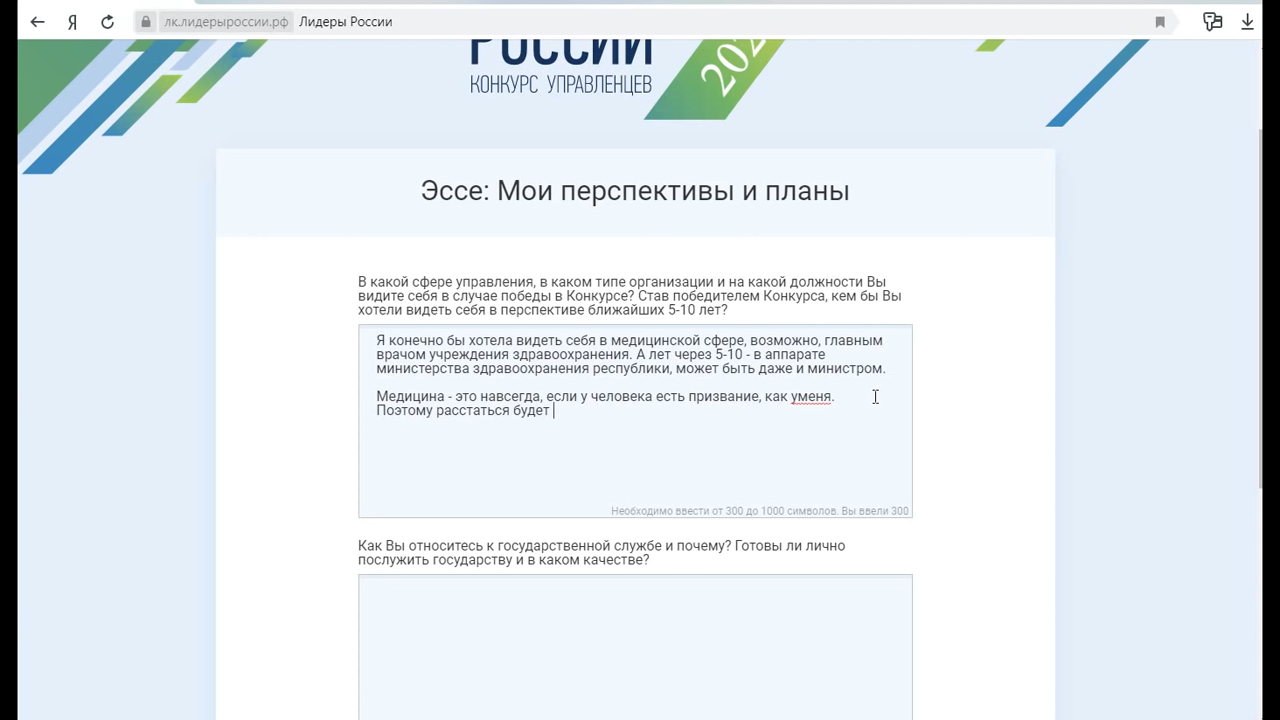 Я
лк.лидерыроссии.рф Лидеры России
РОССИИ
КОНКУРС УПРАВЛЕНЦЕВ
202
Эссе: Мои перспективы и планы
В какой сфере управления, в каком типе организации и на какой должности Вы
видите себя в случае победы в Конкурсе? Став победителем Конкурса, кем бы Вы
хотели видеть себя в перспективе ближайших 5-10 лет?
Я конечно бы хотела видеть себя в медицинской сфере, возможно, главным
врачом учреждения здравоохранения. А лет через 5-10 - в аппарате
министерства здравоохранения республики, может быть даже и министром.
Медицина - это навсегда, если у человека есть призвание, как уменя.
Поэтому расстаться будет
Необходимо ввести от 300 до 1000 символов. Вы ввели 300
Как Вы относитесь к государственной службе и почему? Готовы ли лично
послужить государству и в каком качестве?